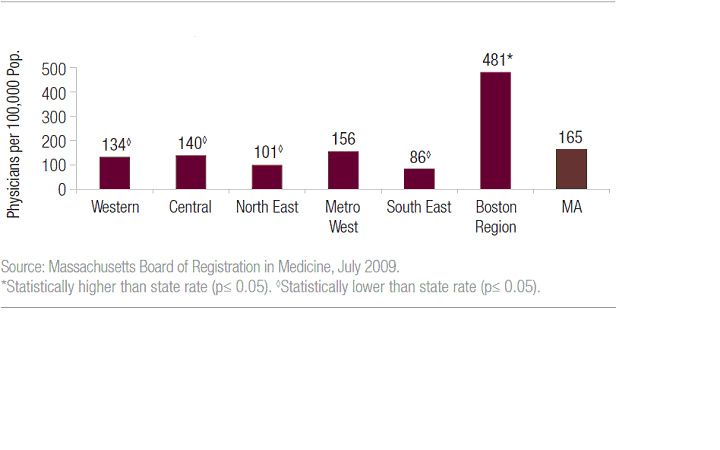 Physicians per 100,000 Pop.
500
400
300
200
100
0
134◊
140◊
101◊
156
86◊
481*
165
Western
Central
North East
Metro
West
South East
Boston
Region
MA
Source: Massachusetts Board of Registration in Medicine, July 2009.
*Statistically higher than state rate (p≤ 0.05). ◊Statistically lower than state rate (p≤ 0.05).